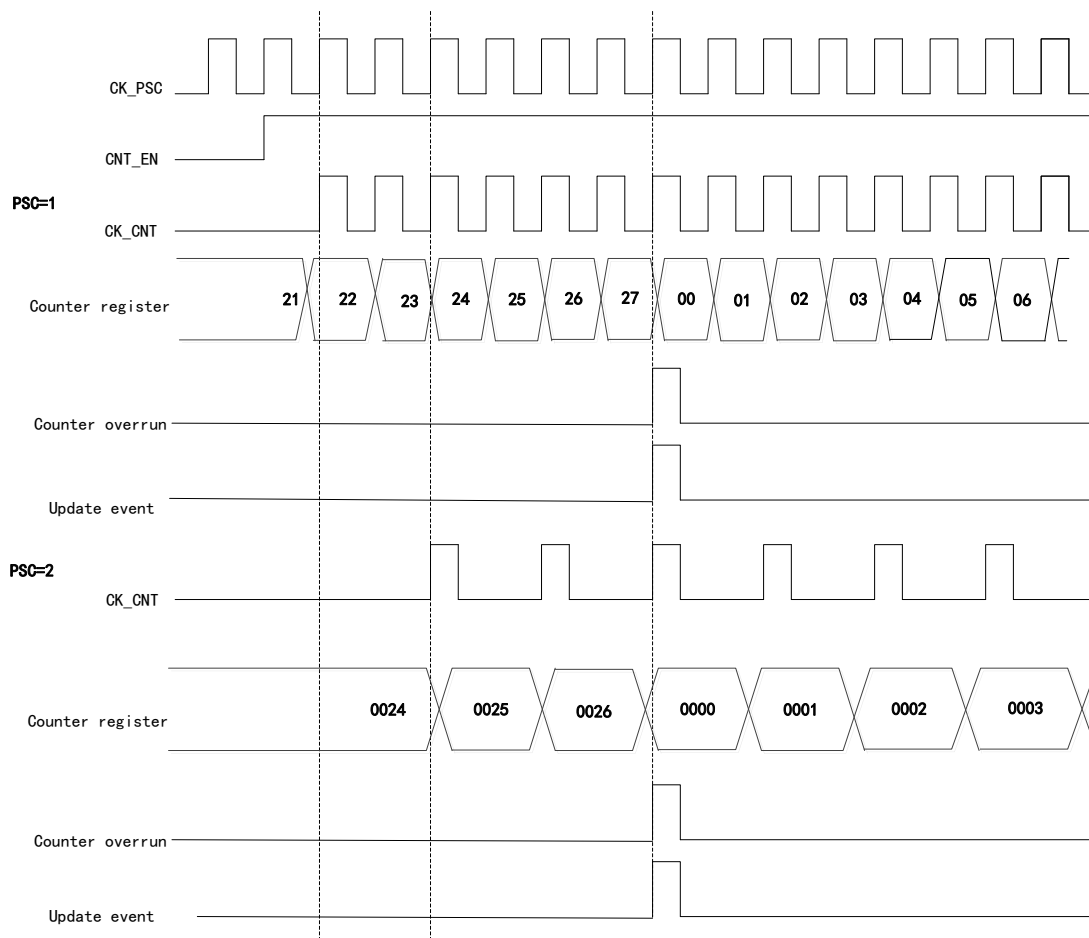 CK_PSC
CNT_EN
PSC=1
CK_CNT
Counter register 21 22 23 24 25 26 27 00 01 02 03 04 05 06
Counter overrun
Update event
PSC=2
CK_CNT
Counter register 0024 0025 0026 0000 0001 0002 0003
Counter overrun
Update event